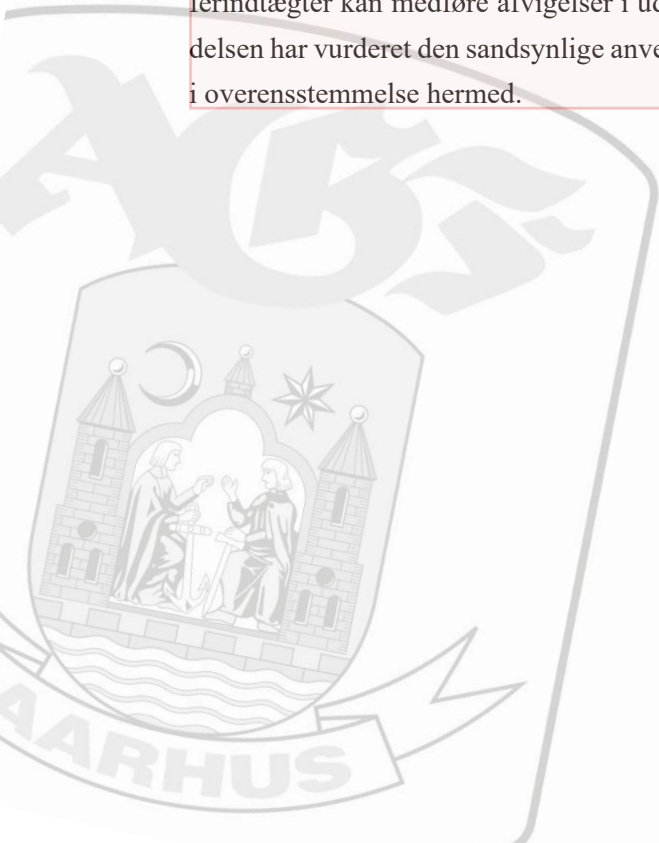 ferindtægter kan medføre afvigelser i ud
delsen har vurderet den sandsynlige anve
i overensstemmelse hermed.
AGF
AARHUS